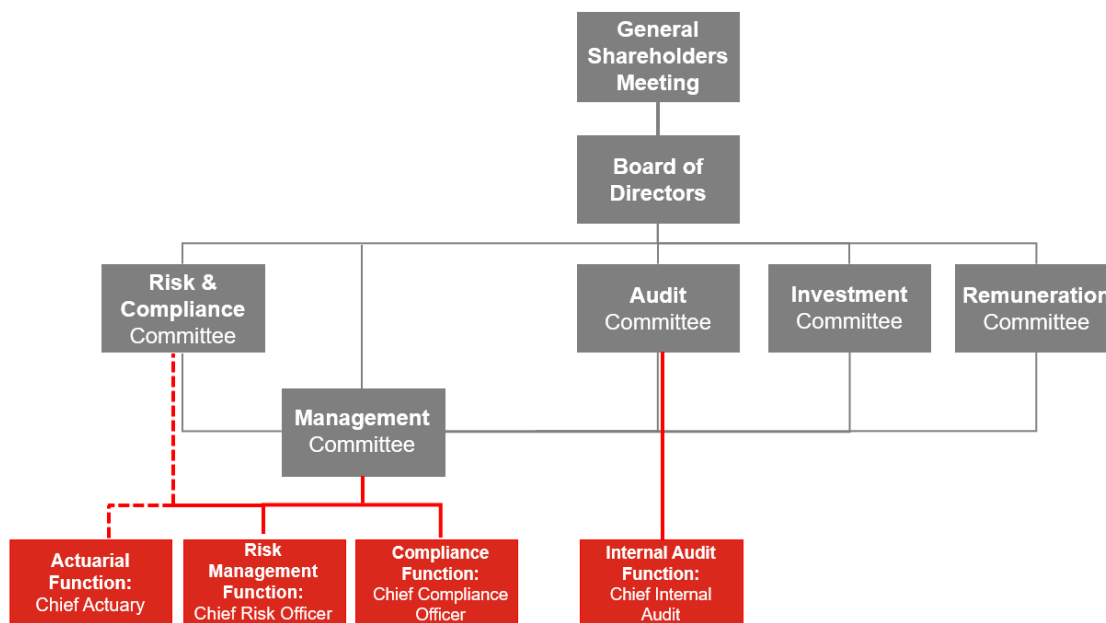 General
Shareholders
Meeting
Board of
Directors
Risk &
Compliance
Committee
Audit
Committee
Investment
Committee
Remuneration
Committee
Management
Committee
Actuarial
Function:
Chief Actuary
Risk
Management
Function:
Chief Risk Officer
Compliance
Function:
Chief Compliance
Officer
Internal Audit
Function:
Chief Internal
Audit